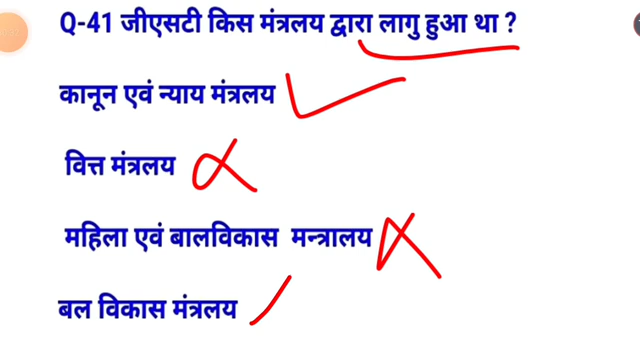 Q-41 जीएसटी किस मंत्रलय द्वारा लागु हुआ था ?
कानून एवं न्याय मंत्रलय
वित्त मंत्रलय
महिला एवं बालविकास मन्त्रालय
बल विकास मंत्रलय